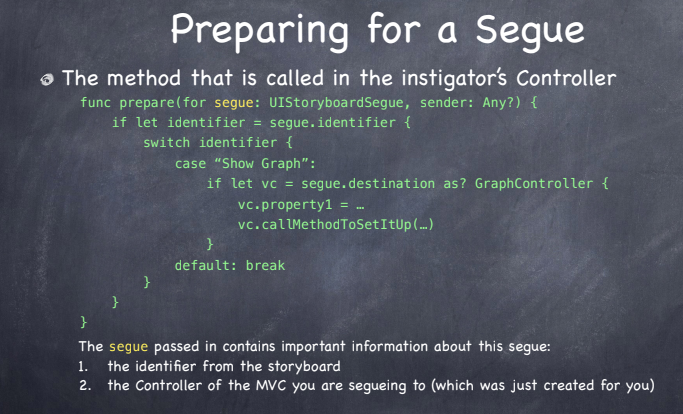 Preparing for a Segue
The method that is called in the instigator's Controller
func prepare(for segue: UIStoryboardSegue, sender: Any?) {
if let identifier = segue.identifier {
switch identifier {
case “Show Graph”:
if let vc = segue.destination as? GraphController {
vc.property1 = …
vc.callMethodToSetItUp(…)
}
default: break
}
}
}
The segue passed in contains important information about this segue:
1. the identifier from the storyboard
2. the Controller of the MVC you are segueing to (which was just created for you)